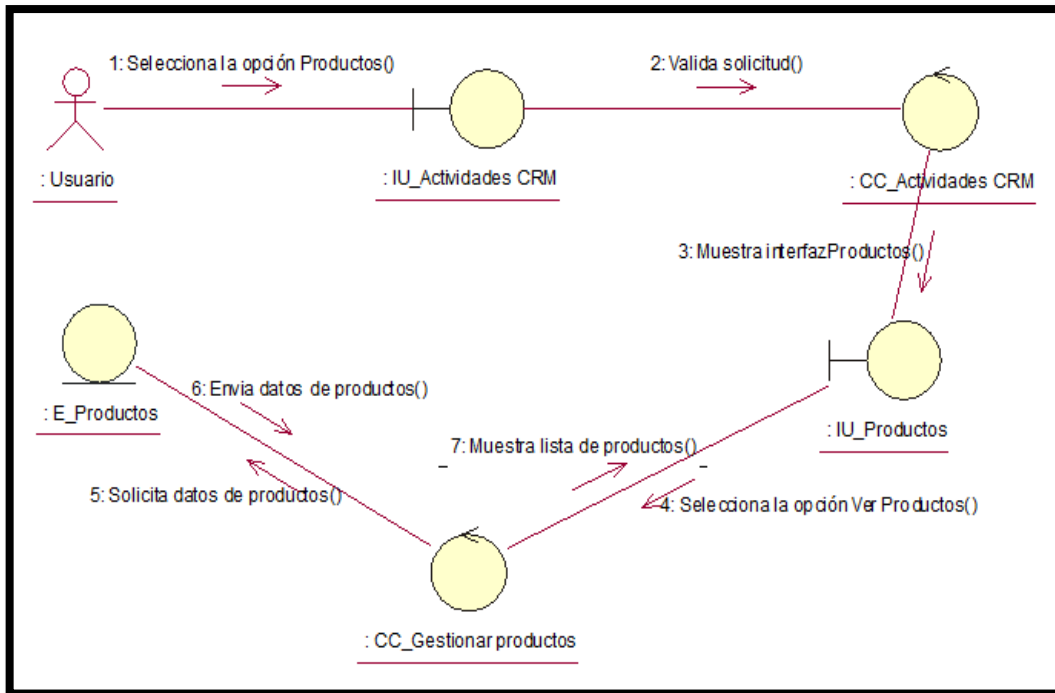 1: Selecciona la opción Productos()
2: Valida solicitud()
: Usuario
: IU_Actividades CRM
: CC_Actividades CRM
3: Muestra interfazProductos()
6: Envia datos de productos()
: E_Productos
: IU_Productos
7: Muestra lista de productos()
5: Solicita datos de productos()
4: Selecciona la opción Ver Productos()
: CC_Gestionar productos